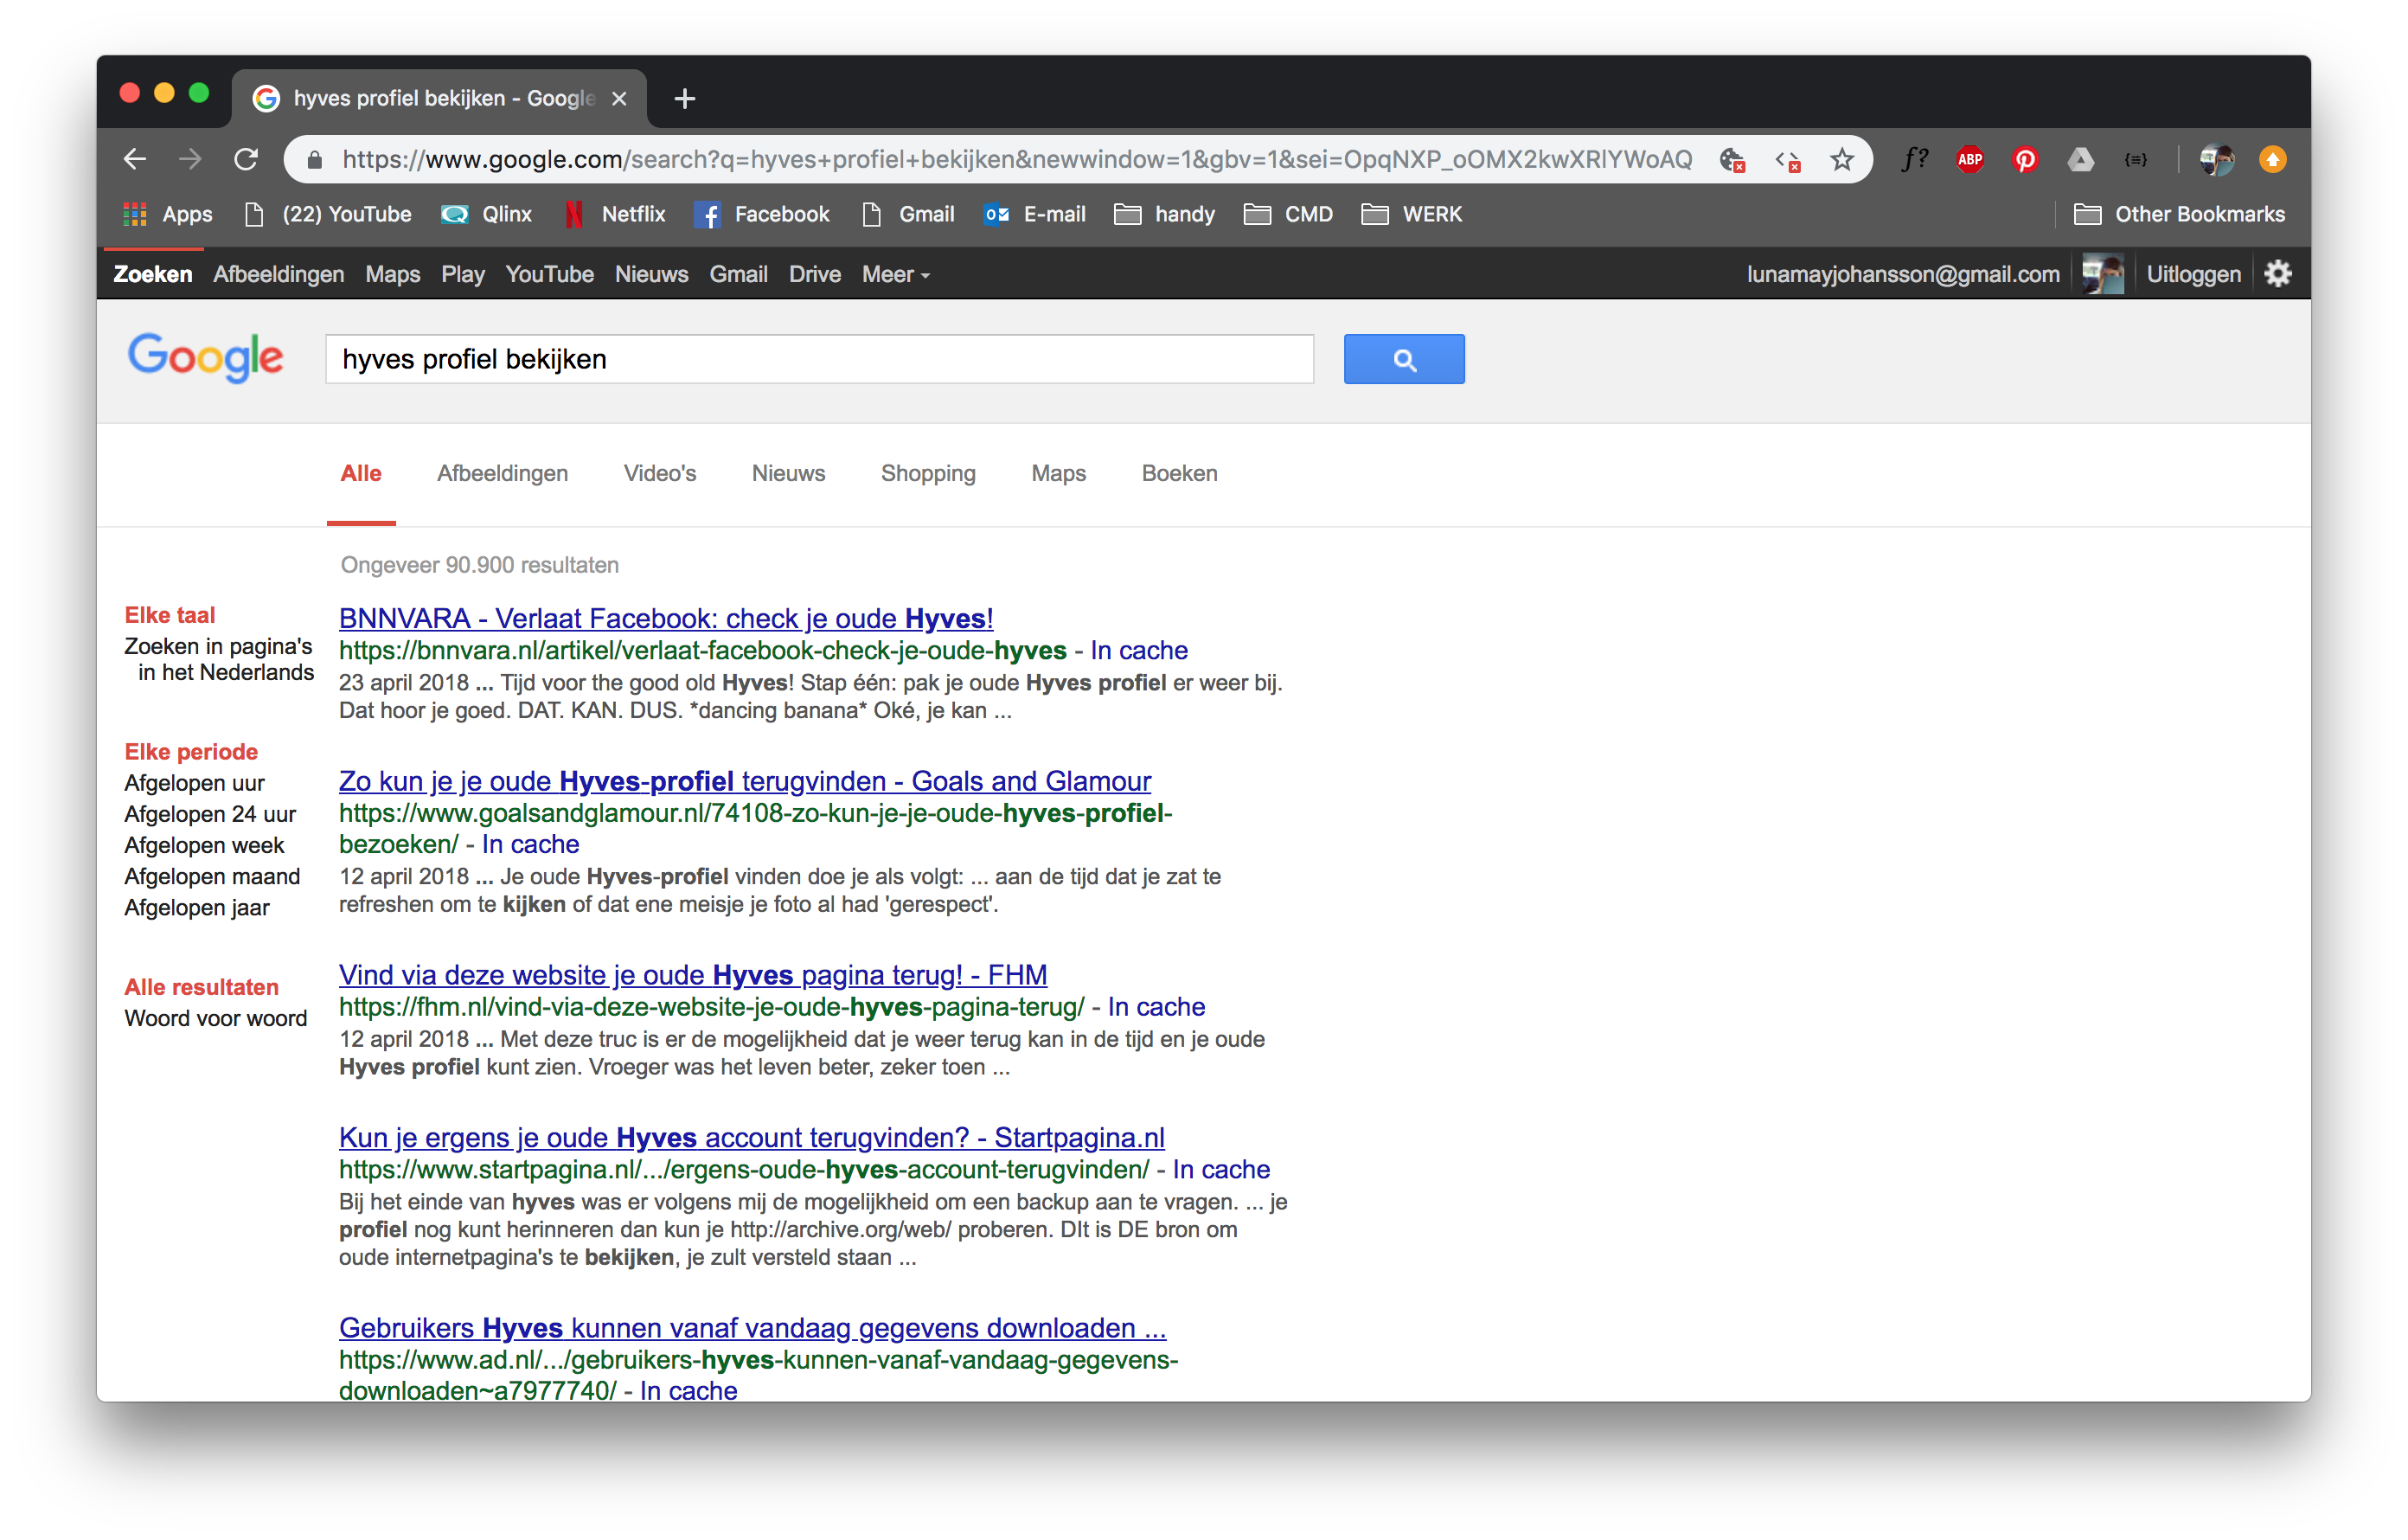 hyves profiel bekijken - Google
https://www.google.com/search?q=hyves+profiel+bekijken&newwindow=1&gbv=1&sei=OpqNXP_oOMX2kwXRlYWoAQ
f?
ABP
{≡}
Apps
(22) YouTube
Qlinx
Netflix
Facebook
Gmail
E-mail
handy
CMD
WERK
Other Bookmarks
Zoeken Afbeeldingen Maps Play YouTube Nieuws Gmail Drive Meer
lunamayjohansson@gmail.com
Uitloggen
Google
hyves profiel bekijken
Alle Afbeeldingen Video's Nieuws Shopping Maps Boeken
Ongeveer 90.900 resultaten
Elke taal
Zoeken in pagina's
in het Nederlands
Elke periode
Afgelopen uur
Afgelopen 24 uur
Afgelopen week
Afgelopen maand
Afgelopen jaar
Alle resultaten
Woord voor woord
BNNVARA - Verlaat Facebook: check je oude Hyves!
https://bnnvara.nl/artikel/verlaat-facebook-check-je-oude-hyves - In cache
23 april 2018 ... Tijd voor the good old Hyves! Stap één: pak je oude Hyves profiel er weer bij.
Dat hoor je goed. DAT. KAN. DUS. *dancing banana* Oké, je kan ...
Zo kun je je oude Hyves-profiel terugvinden - Goals and Glamour
https://www.goalsandglamour.nl/74108-zo-kun-je-je-oude-hyves-profiel-
bezoeken/ - In cache
12 april 2018 ... Je oude Hyves-profiel vinden doe je als volgt: ... aan de tijd dat je zat te
refreshen om te kijken of dat ene meisje je foto al had 'gerespect'.
Vind via deze website je oude Hyves pagina terug! - FHM
https://fhm.nl/vind-via-deze-website-je-oude-hyves-pagina-terug/ - In cache
12 april 2018 ... Met deze truc is er de mogelijkheid dat je weer terug kan in de tijd en je oude
Hyves profiel kunt zien. Vroeger was het leven beter, zeker toen ...
Kun je ergens je oude Hyves account terugvinden? - Startpagina.nl
https://www.startpagina.nl/.../ergens-oude-hyves-account-terugvinden/ - In cache
Bij het einde van hyves was er volgens mij de mogelijkheid om een backup aan te vragen. ... je
profiel nog kunt herinneren dan kun je http://archive.org/web/ proberen. DIt is DE bron om
oude internetpagina's te bekijken, je zult versteld staan ...
Gebruikers Hyves kunnen vanaf vandaag gegevens downloaden ...
https://www.ad.nl/.../gebruikers-hyves-kunnen-vanaf-vandaag-gegevens-
downloaden~a7977740/ - In cache